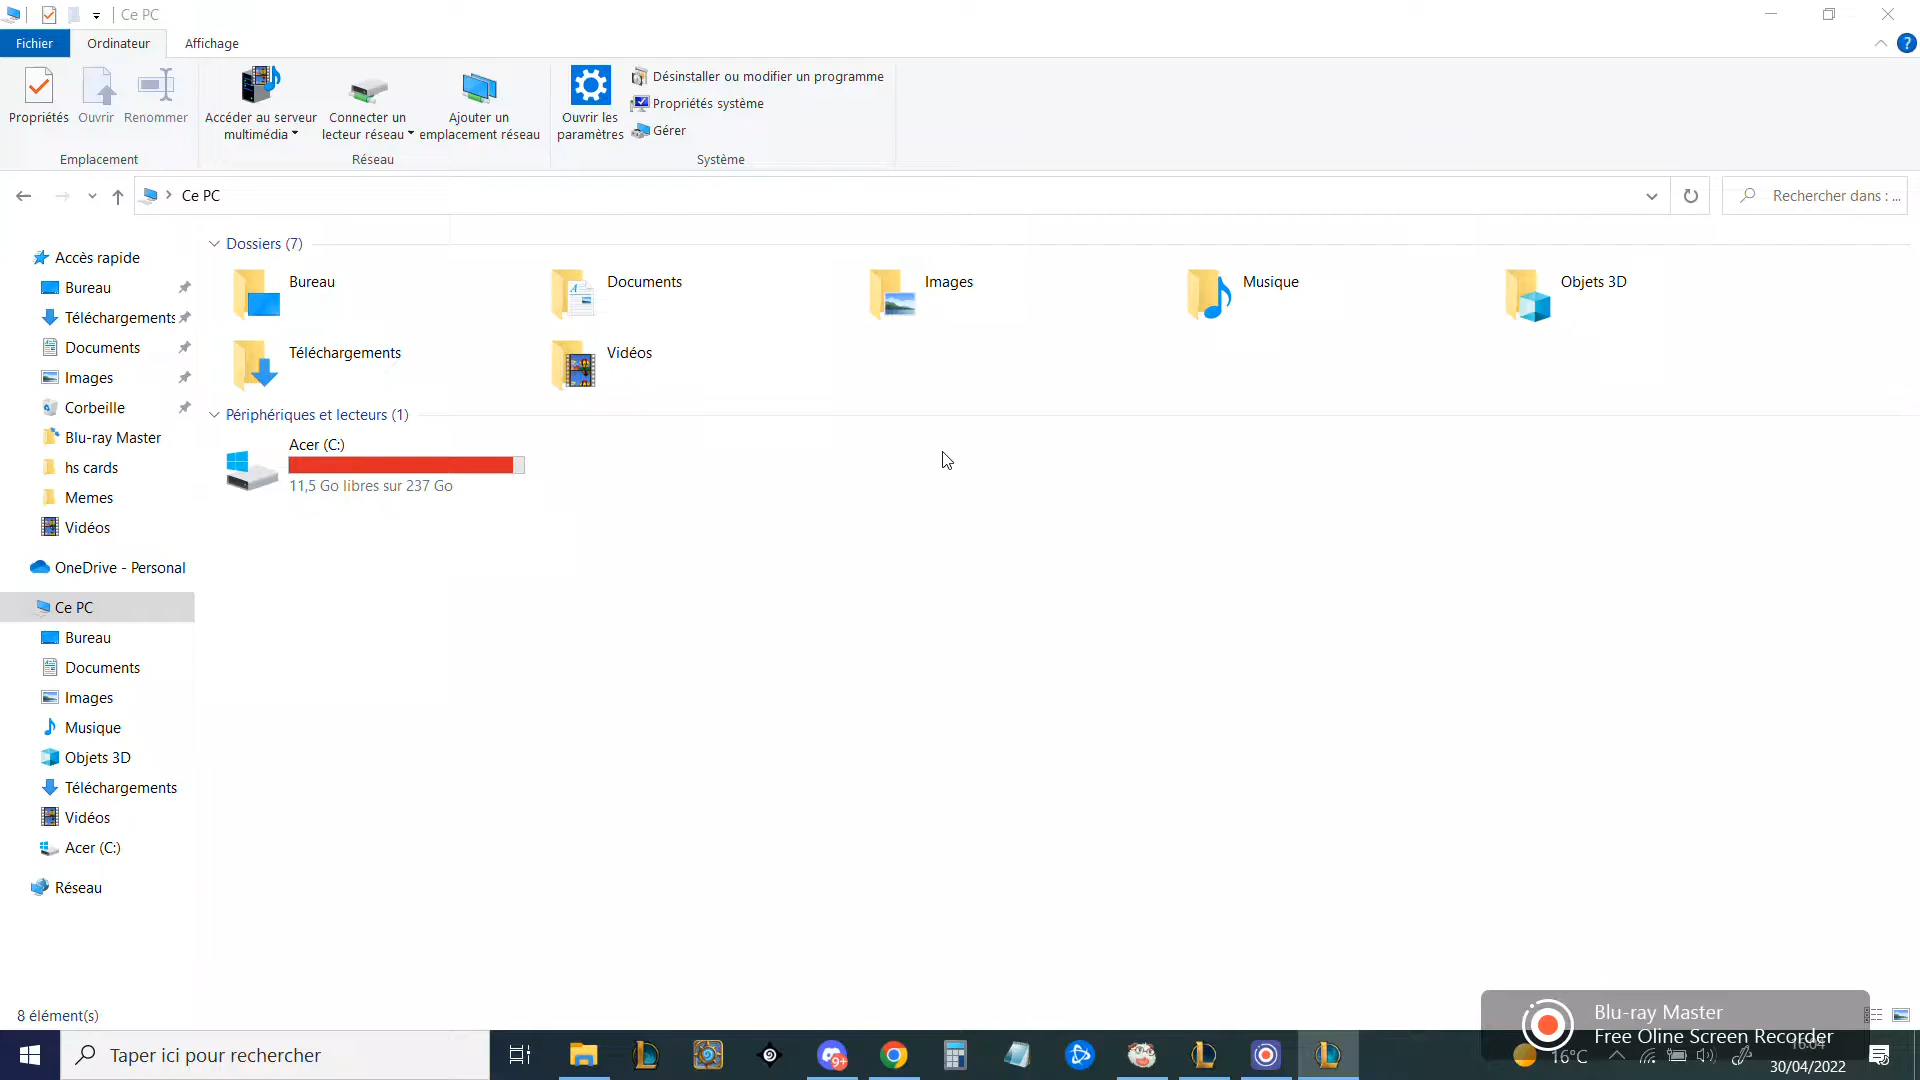 Ce PC
Fichier
Ordinateur
Affichage
Propriétés
Ouvrir
Renommer
Accéder au serveur
multimédia
Connecter un
lecteur réseau
Ajouter un
emplacement réseau
Ouvrir les
paramètres
Désinstaller ou modifier un programme
Propriétés système
Gérer
Emplacement
Réseau
Système
Ce PC
Rechercher dans : ...
Accès rapide
Bureau
Téléchargements
Documents
Images
Corbeille
Blu-ray Master
hs cards
Memes
Vidéos
OneDrive - Personal
Ce PC
Bureau
Documents
Images
Musique
Objets 3D
Téléchargements
Vidéos
Acer (C:)
Réseau
Dossiers (7)
Bureau
Documents
Images
Musique
Objets 3D
Téléchargements
Vidéos
Périphériques et lecteurs (1)
Acer (C:)
11,5 Go libres sur 237 Go
8 élément(s)
Blu-ray Master
Free Oline Screen Recorder
Taper ici pour rechercher
9+
16°C
16:04
30/04/2022